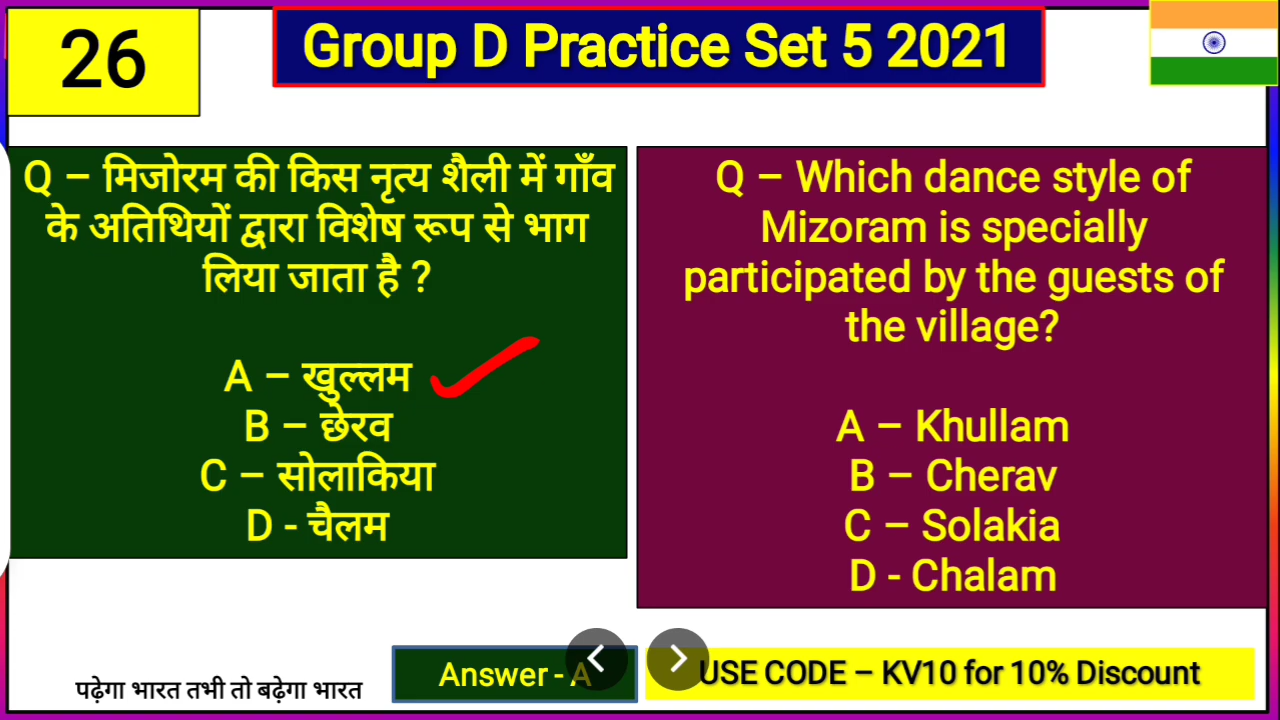 26
Group D Practice Set 5 2021
Q – मिजोरम की किस नृत्य शैली में गाँव
के अतिथियों द्वारा विशेष रूप से भाग
लिया जाता है ?
A – खुल्लम
B – छेरव
C – सोलाकिया
D - चैलम
Q – Which dance style of
Mizoram is specially
participated by the guests of
the village?
A – Khullam
B – Cherav
C – Solakia
D - Chalam
पढ़ेगा भारत तभी तो बढ़ेगा भारत
Answer - A
USE CODE – KV10 for 10% Discount